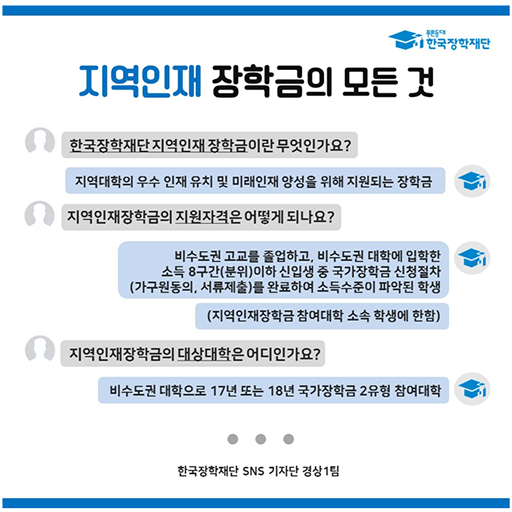 푸른등대
한국장학재단
지역인재 장학금의 모든 것
한국장학재단 지역인재 장학금이란 무엇인가요?
지역대학의 우수 인재 유치 및 미래인재 양성을 위해 지원되는 장학금
지역인재장학금의 지원자격은 어떻게 되나요?
비수도권 고교를 졸업하고, 비수도권 대학에 입학한
소득 8구간(분위)이하 신입생 중 국가장학금 신청절차
(가구원동의, 서류제출)를 완료하여 소득수준이 파악된 학생
(지역인재장학금 참여대학 소속 학생에 한함)
지역인재장학금의 대상대학은 어디인가요?
비수도권 대학으로 17년 또는 18년 국가장학금 2유형 참여대학
한국장학재단 SNS 기자단 경상1팀